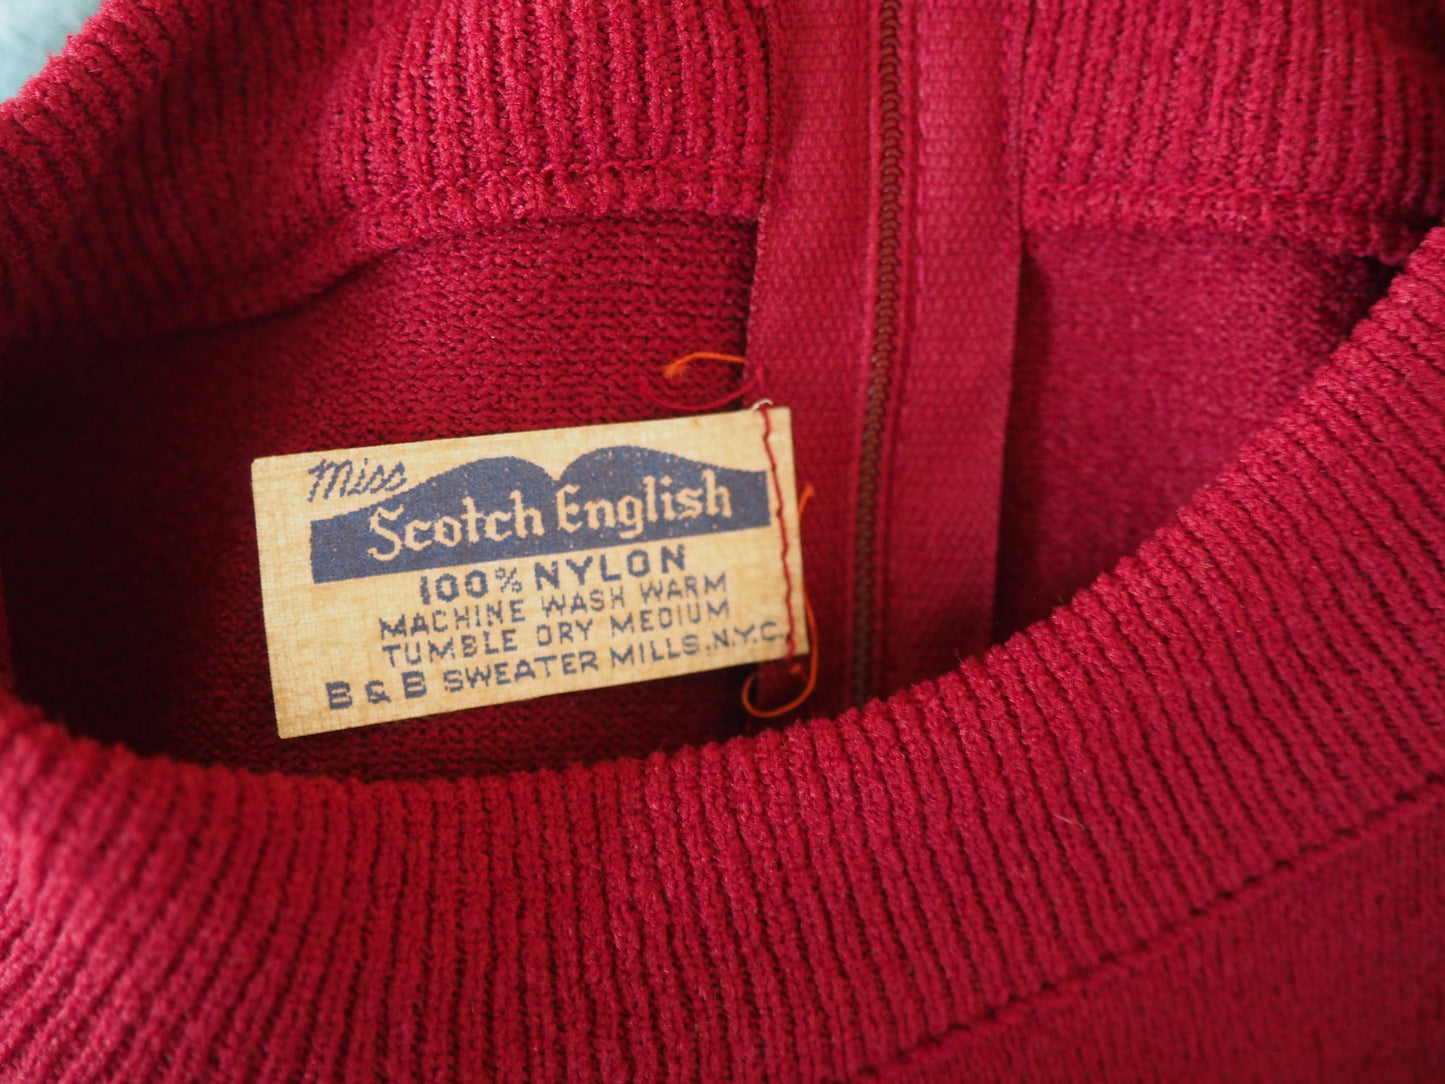 Miss
Scotch English
100% NYLON
MACHINE WASH WARM
TUMBLE DRY MEDIUM
B & B SWEATER MILLS, N.Y.C.